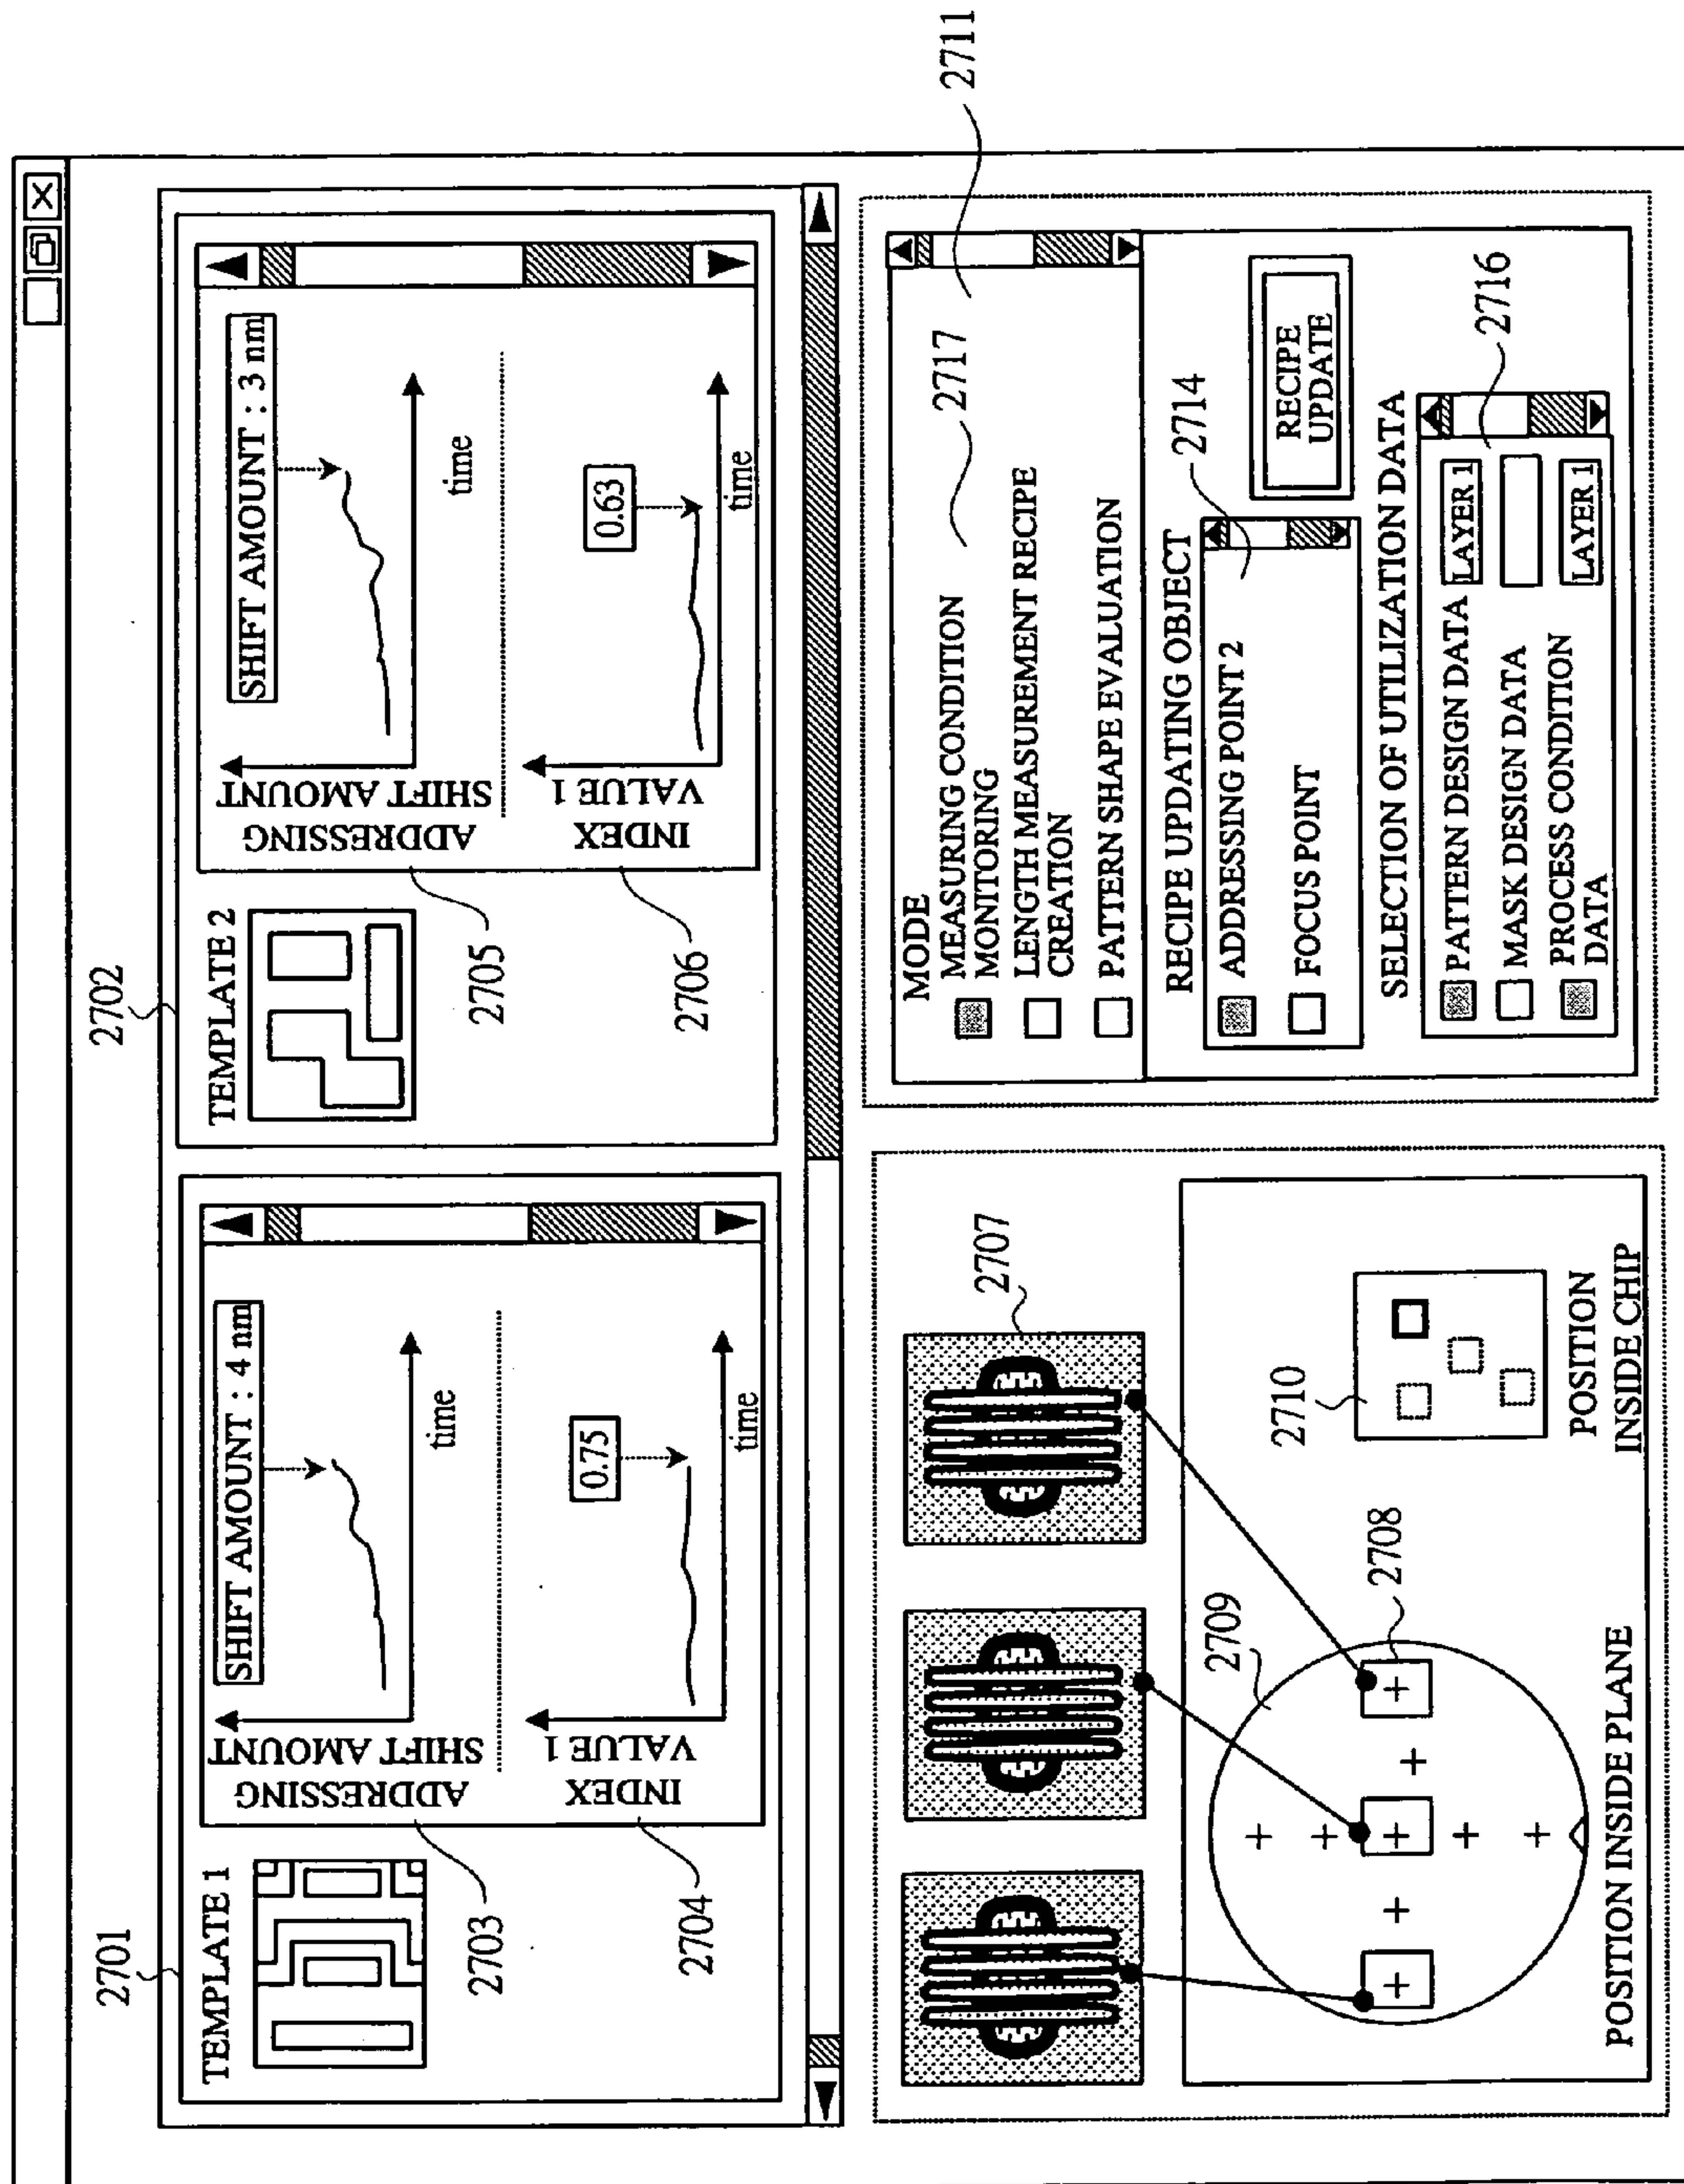 X
2701
TEMPLATE 1
ADDRESSING
SHIFT AMOUNT
SHIFT AMOUNT : 4 nm
time
INDEX
VALUE 1
0.75
time
2703
2704
2702
TEMPLATE 2
ADDRESSING
SHIFT AMOUNT
SHIFT AMOUNT : 3 nm
time
INDEX
VALUE 1
0.63
time
2705
2706
2707
2709
2708
2710
POSITION INSIDE PLANE
POSITION
INSIDE CHIP
2711
MODE
MEASURING CONDITION
MONITORING
2717
LENGTH MEASUREMENT RECIPE
CREATION
PATTERN SHAPE EVALUATION
RECIPE UPDATING OBJECT
2714
ADDRESSING POINT 2
FOCUS POINT
RECIPE
UPDATE
SELECTION OF UTILIZATION DATA
2716
PATTERN DESIGN DATA LAYER 1
MASK DESIGN DATA
PROCESS CONDITION
DATA LAYER 1